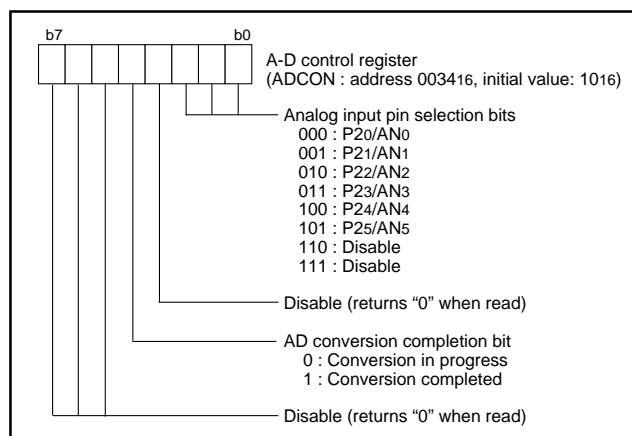 b7 b0
A-D control register
(ADCON : address 003416, initial value: 1016)
Analog input pin selection bits
000 : P20/AN0
001 : P21/AN1
010 : P22/AN2
011 : P23/AN3
100 : P24/AN4
101 : P25/AN5
110 : Disable
111 : Disable
Disable (returns “0” when read)
AD conversion completion bit
0 : Conversion in progress
1 : Conversion completed
Disable (returns “0” when read)